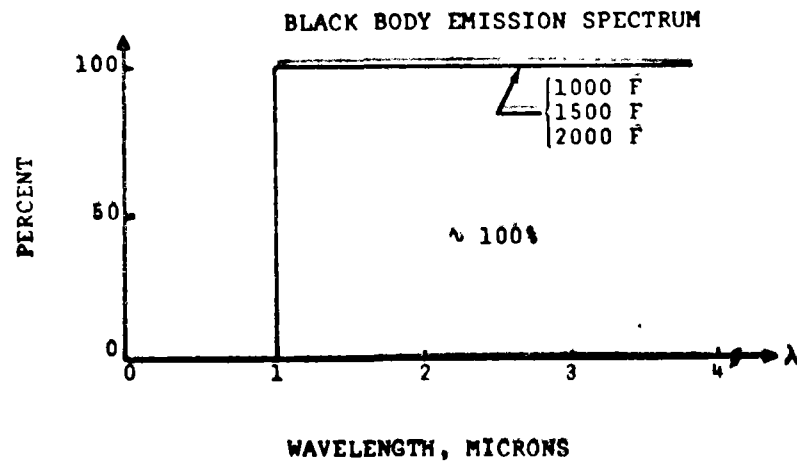 BLACK BODY EMISSION SPECTRUM
PERCENT
100
50
0
1000 F
1500 F
2000 F
~ 100%
0 1 2 3 4 λ
WAVELENGTH, MICRONS